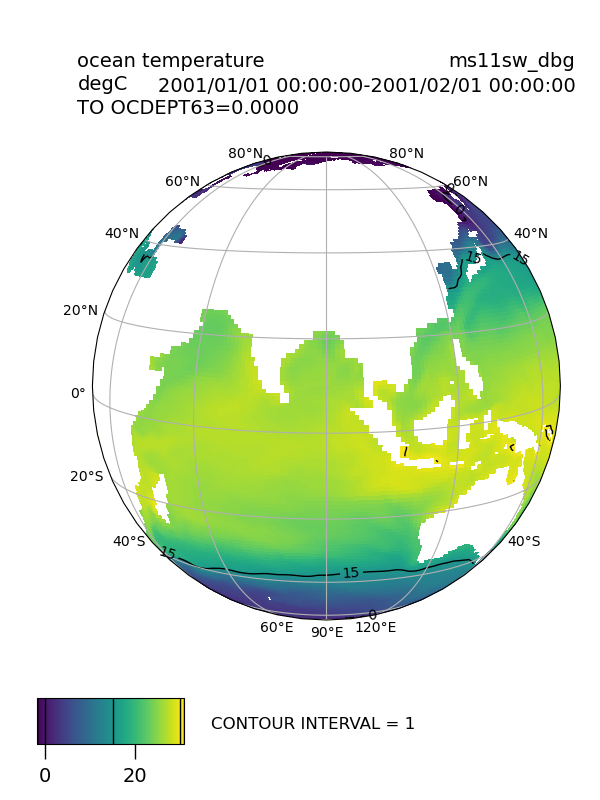 ocean temperature ms11sw_dbg
degC 2001/01/01 00:00:00-2001/02/01 00:00:00
TO OCDEPT63=0.0000
80°N 0 80°N
60°N 60°N
40°N 40°N
15 15
20°N
0°
20°S
40°S 40°S
15 15
0
60°E 90°E 120°E
CONTOUR INTERVAL = 1
0 20